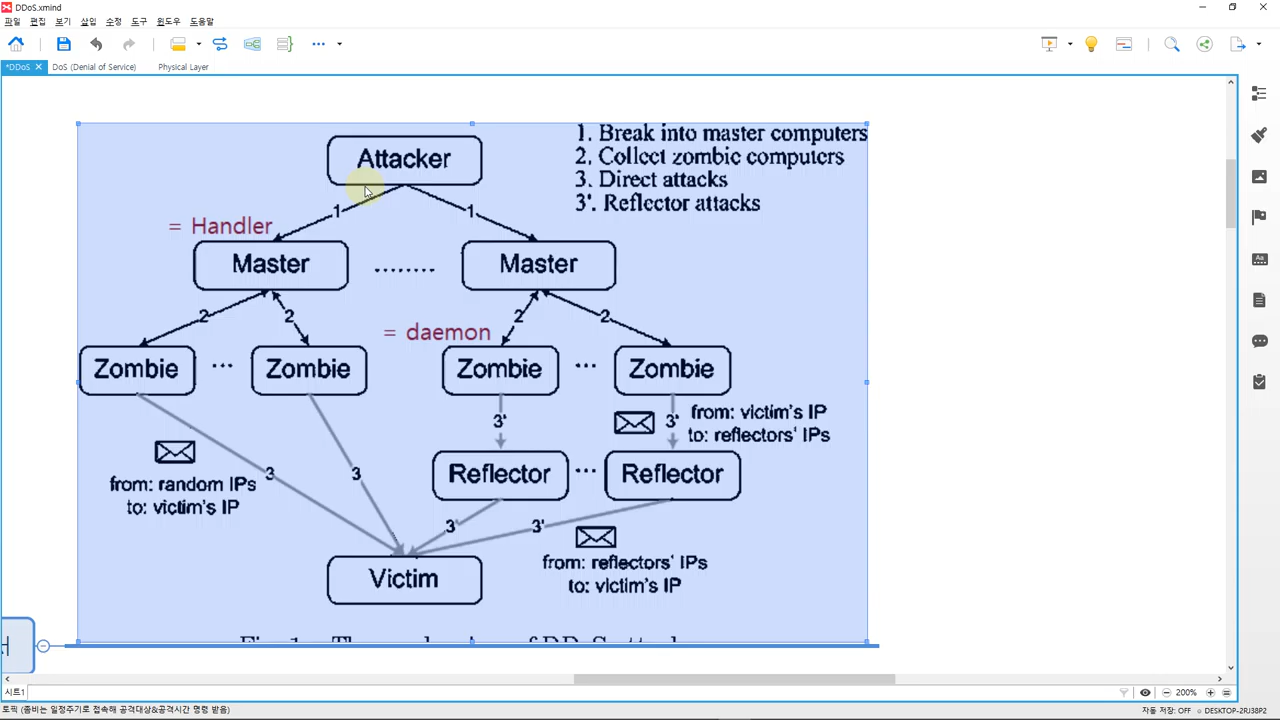 DDoS.xmind
파일 편집 보기 삽입 수정 도구 윈도우 도움말
*DDoS DoS (Denial of Service) Physical Layer
Attacker
1. Break into master computers
2. Collect zombie computers
3. Direct attacks
3'. Reflector attacks
1 1
= Handler
Master ........ Master
2 2 2 2
= daemon
Zombie ... Zombie Zombie ... Zombie
3' 3'
from: victim's IP
to: reflectors' IPs
Reflector ... Reflector
3 3
from: random IPs
to: victim's IP
3' 3'
from: reflectors' IPs
to: victim's IP
Victim
시트1
200%
토픽 (좀비는 일정주기로 접속해 공격대상&공격시간 명령 받음)
자동 저장: OFF DESKTOP-2RJ38P2